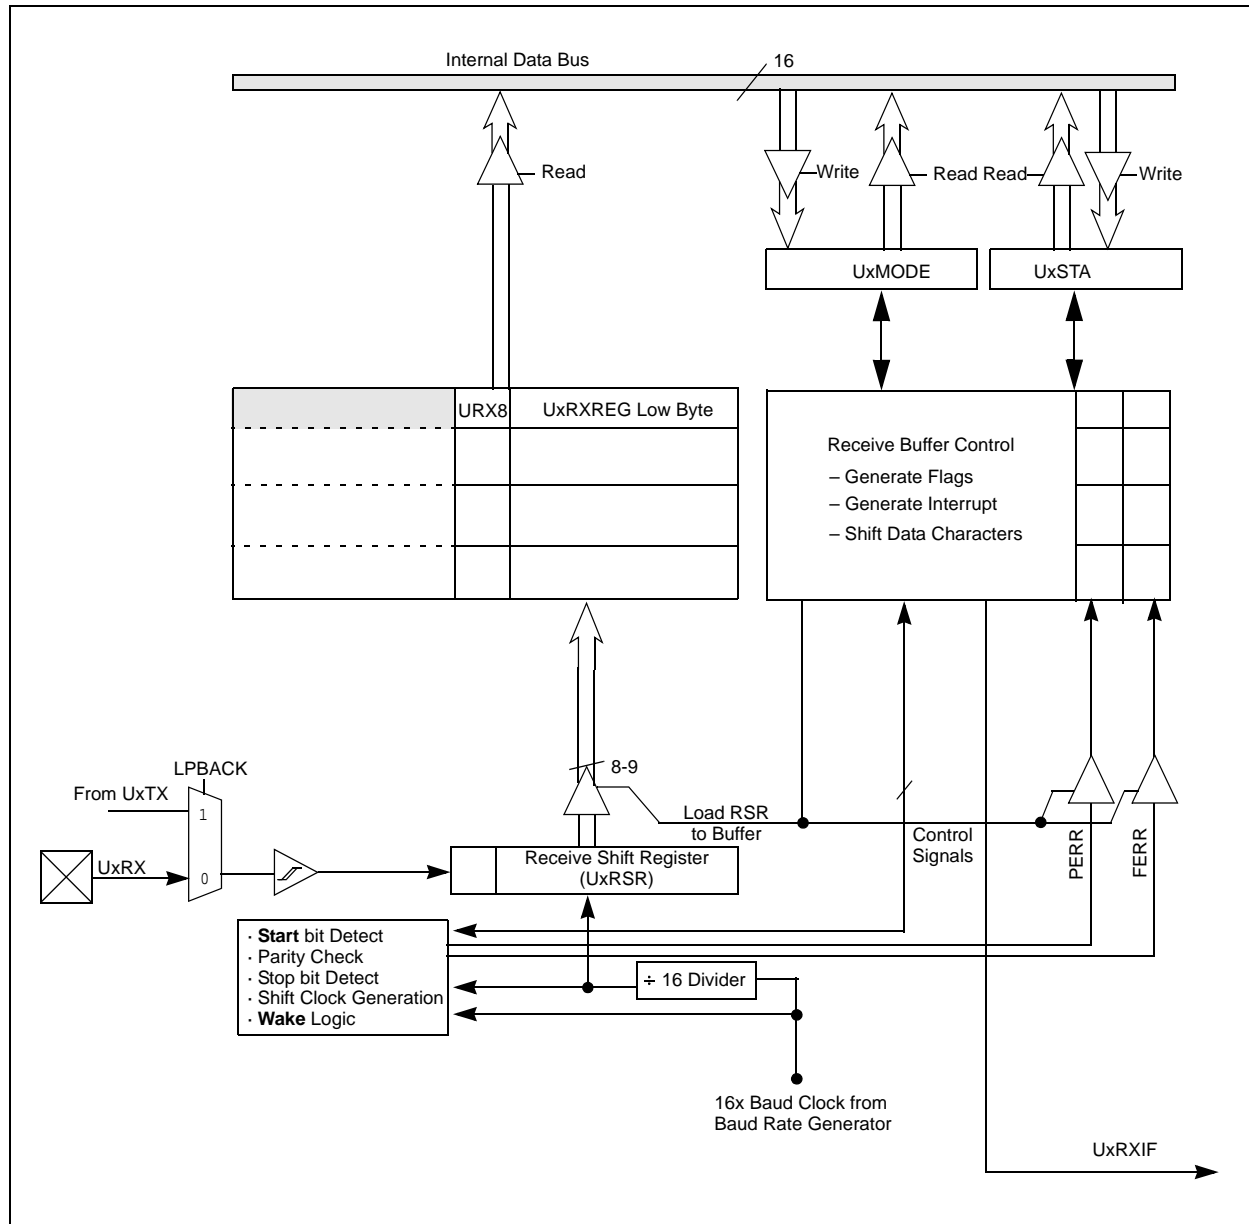 Internal Data Bus
16
Read
Write
Read Read
Write
UxMODE
UxSTA
URX8
UxRXREG Low Byte
Receive Buffer Control
– Generate Flags
– Generate Interrupt
– Shift Data Characters
8-9
LPBACK
From UxTX
1
Load RSR
to Buffer
Control
Signals
PERR
FERR
UxRX
0
Receive Shift Register
(UxRSR)
· Start bit Detect
· Parity Check
· Stop bit Detect
· Shift Clock Generation
· Wake Logic
÷ 16 Divider
16x Baud Clock from
Baud Rate Generator
UxRXIF